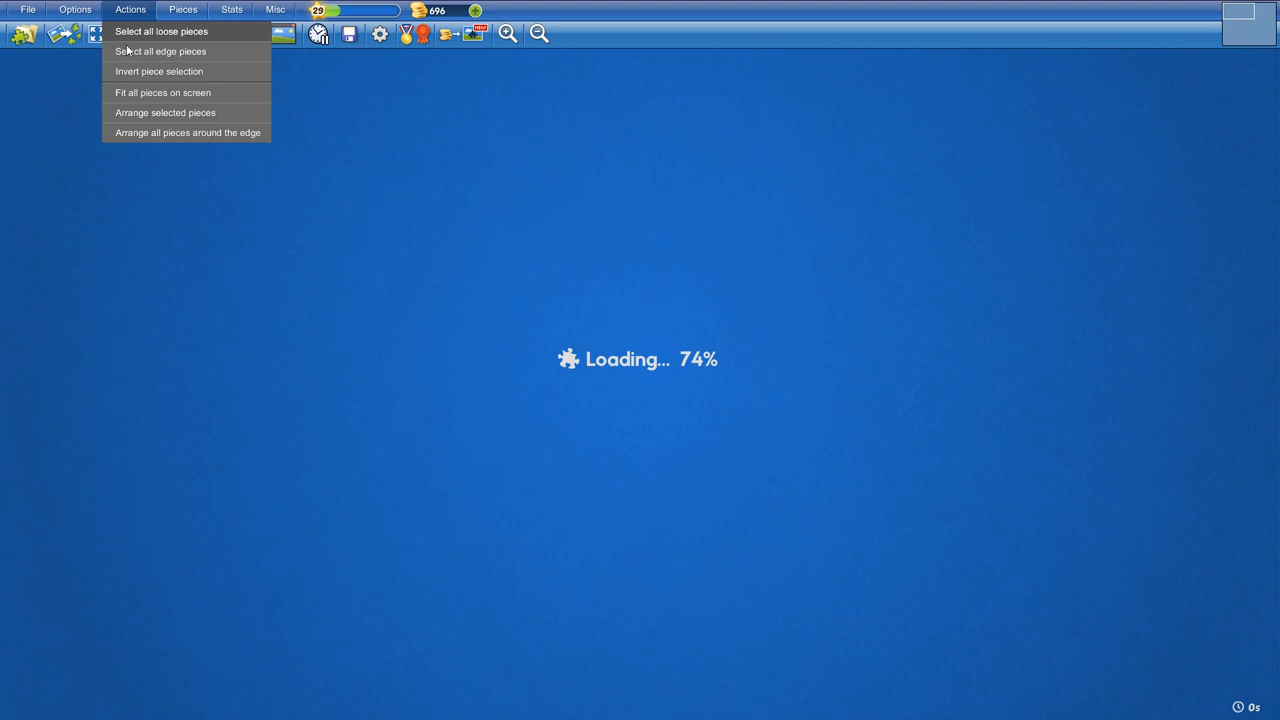 File Options Actions Pieces Stats Misc 29 696
NEW!
Select all loose pieces
Select all edge pieces
Invert piece selection
Fit all pieces on screen
Arrange selected pieces
Arrange all pieces around the edge
Loading... 74%
0s